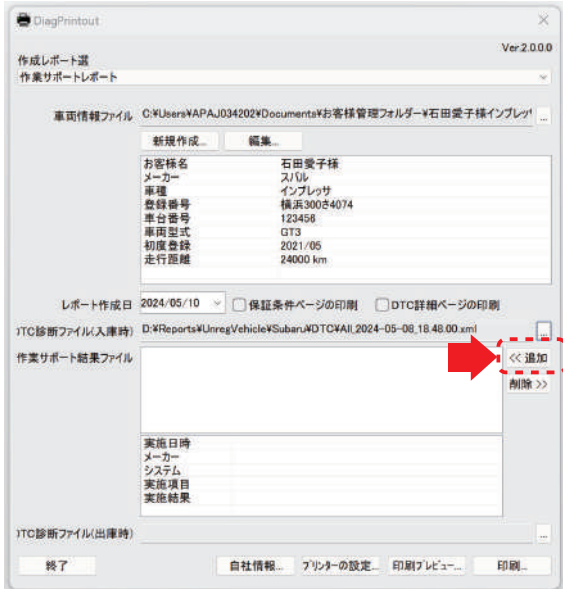 DiagPrintout
Ver.2.0.0.0
作成レポート選
作業サポートレポート
車両情報ファイル C:¥Users¥APAJ034202¥Documents¥お客様管理フォルダー¥石田愛子様インプレッ ...
新規作成... 編集...
お客様名 石田愛子様
メーカー スバル
車種 インプレッサ
登録番号 横浜300さ4074
車台番号 123456
車両型式 GT3
初度登録 2021/05
走行距離 24000 km
レポート作成日 2024/05/10 保証条件ページの印刷 DTC詳細ページの印刷
DTC診断ファイル(入庫時) D:¥Reports¥UnregVehicle¥Subaru¥DTC¥All_2024-05-08_18.48.00.xml ...
作業サポート結果ファイル << 追加
削除 >>
実施日時
メーカー
システム
実施項目
実施結果
DTC診断ファイル(出庫時) ...
終了 自社情報... プリンターの設定... 印刷プレビュー... 印刷...